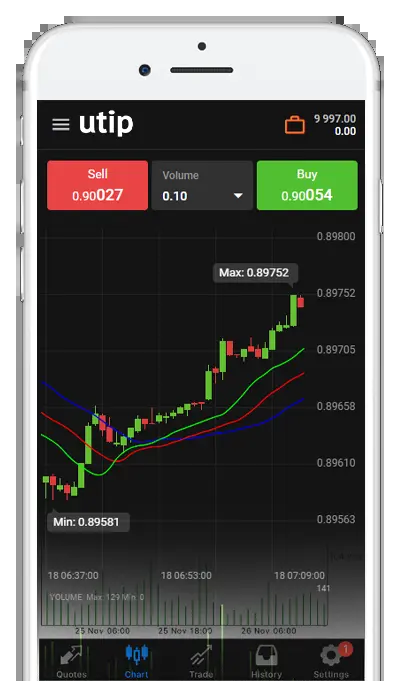 utip
9 997.00
0.00
Sell
0.90027
Volume
0.10
Buy
0.90054
0.89800
Max: 0.89752
0.89752
0.89705
0.89658
0.89610
Min: 0.89581
0.89563
18 06:37:00
18 06:53:00
18 07:09:00
141
VOLUME Max: 129 Min: 0
25 Nov 06:00
25 Nov 18:00
26 Nov 06:00
Quotes
Chart
Trade
History
1
Settings